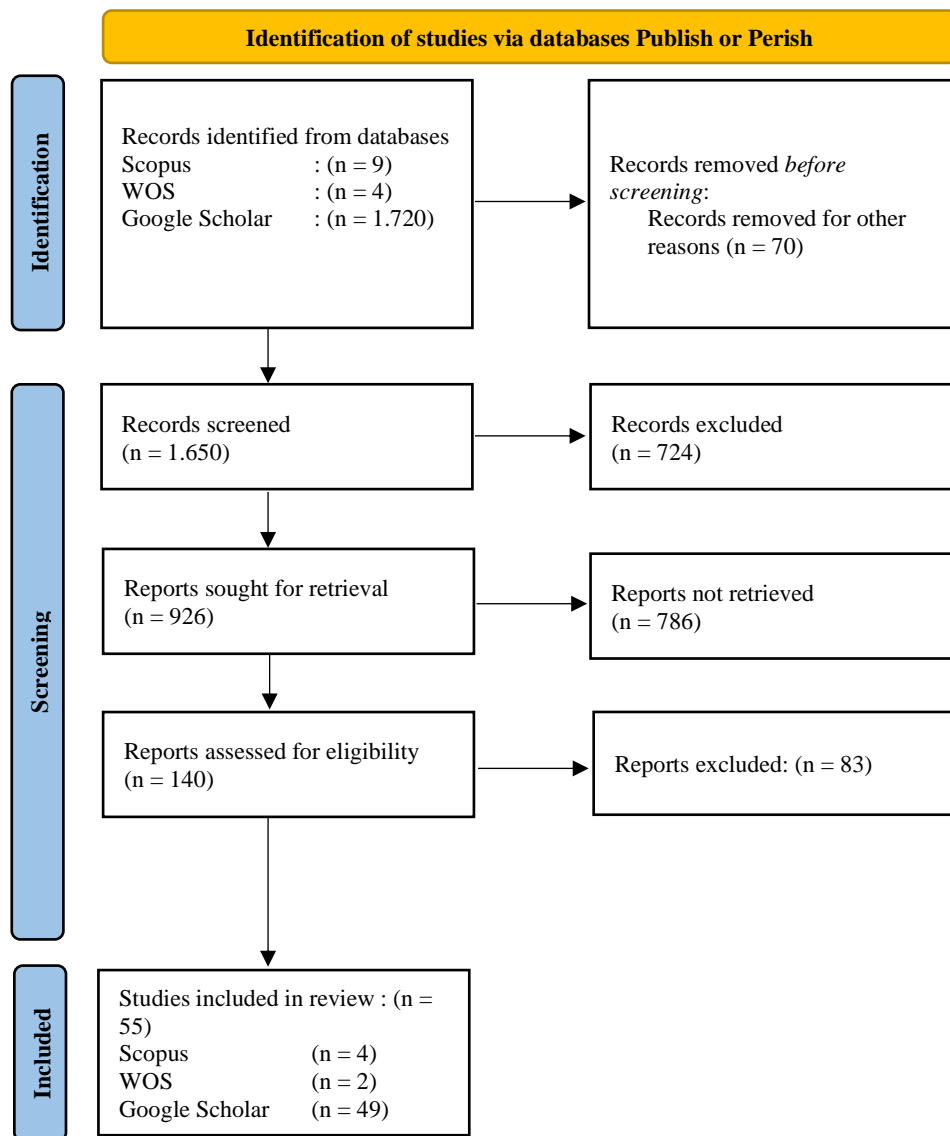 Identification of studies via databases Publish or Perish
Identification
Records identified from databases
Scopus : (n = 9)
WOS : (n = 4)
Google Scholar : (n = 1.720)
Records removed before
screening:
Records removed for other
reasons (n = 70)
Screening
Records screened
(n = 1.650)
Records excluded
(n = 724)
Reports sought for retrieval
(n = 926)
Reports not retrieved
(n = 786)
Reports assessed for eligibility
(n = 140)
Reports excluded: (n = 83)
Included
Studies included in review : (n =
55)
Scopus (n = 4)
WOS (n = 2)
Google Scholar (n = 49)